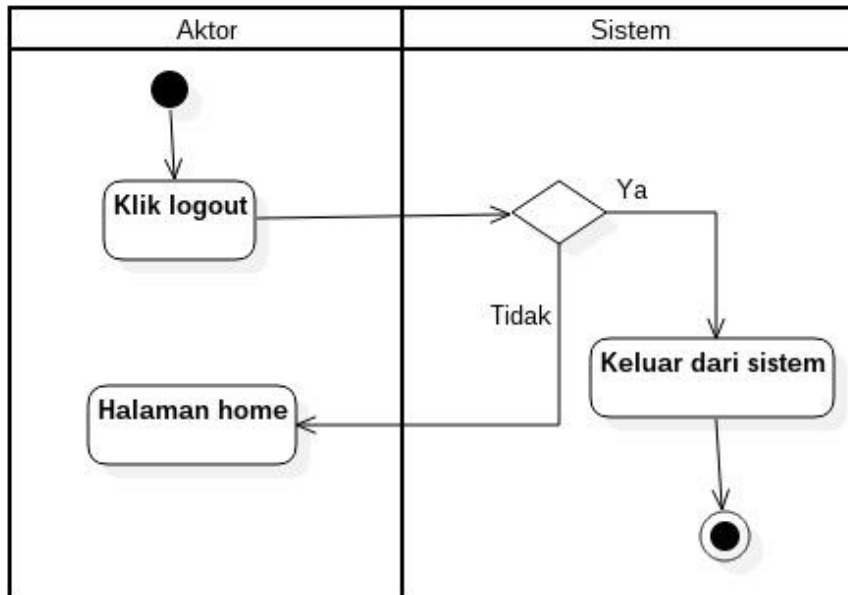 Aktor
Sistem
Klik logout
Ya
Tidak
Keluar dari sistem
Halaman home